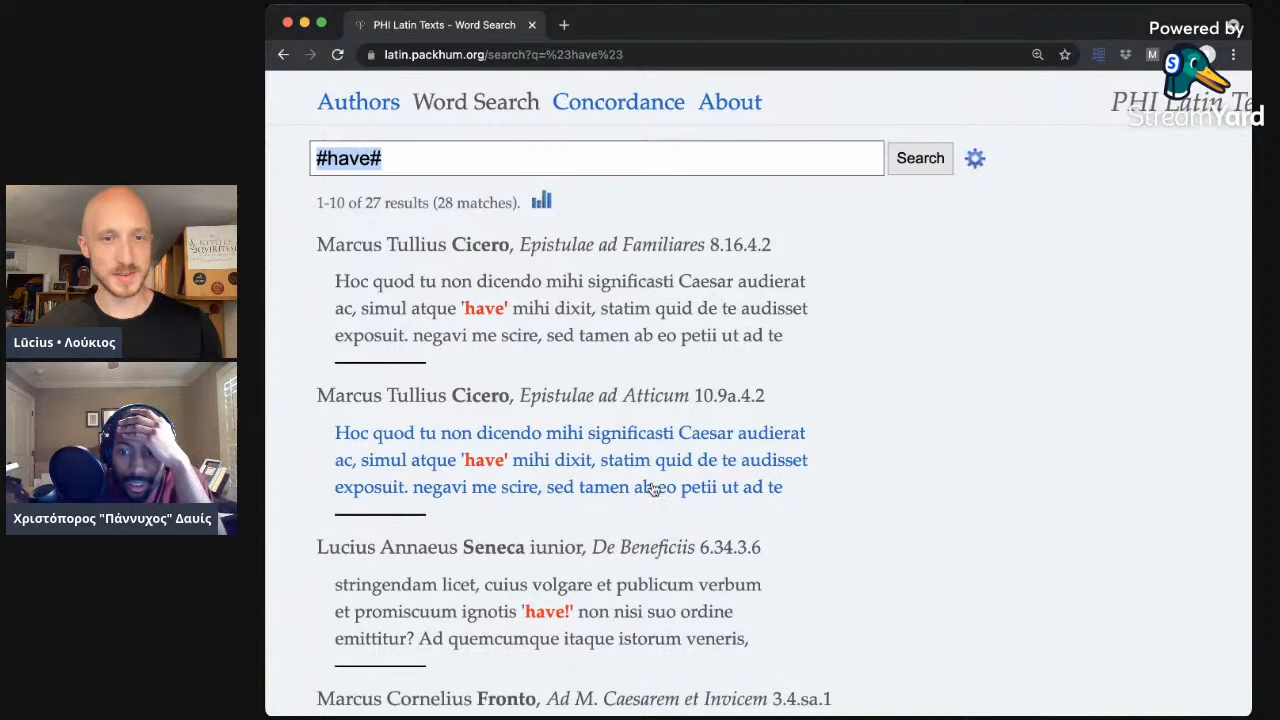 PHI Latin Texts - Word Search
latin.packhum.org/search?q=%23have%23
M
Powered by
S
StreamYard
Authors Word Search Concordance About
PHI Latin Te
#have#
Search
1-10 of 27 results (28 matches).
Marcus Tullius Cicero, Epistulae ad Familiares 8.16.4.2
Hoc quod tu non dicendo mihi significasti Caesar audierat
ac, simul atque 'have' mihi dixit, statim quid de te audisset
exposuit. negavi me scire, sed tamen ab eo petii ut ad te
Marcus Tullius Cicero, Epistulae ad Atticum 10.9a.4.2
Hoc quod tu non dicendo mihi significasti Caesar audierat
ac, simul atque 'have' mihi dixit, statim quid de te audisset
exposuit. negavi me scire, sed tamen ab eo petii ut ad te
Lucius Annaeus Seneca iunior, De Beneficiis 6.34.3.6
stringendam licet, cuius volgare et publicum verbum
et promiscuum ignotis 'have!' non nisi suo ordine
emittitur? Ad quemcumque itaque istorum veneris,
Marcus Cornelius Fronto, Ad M. Caesarem et Invicem 3.4.sa.1
Lūcius • Λούκιος
Χριστόπορος "Πάννυχος" Δαυίς